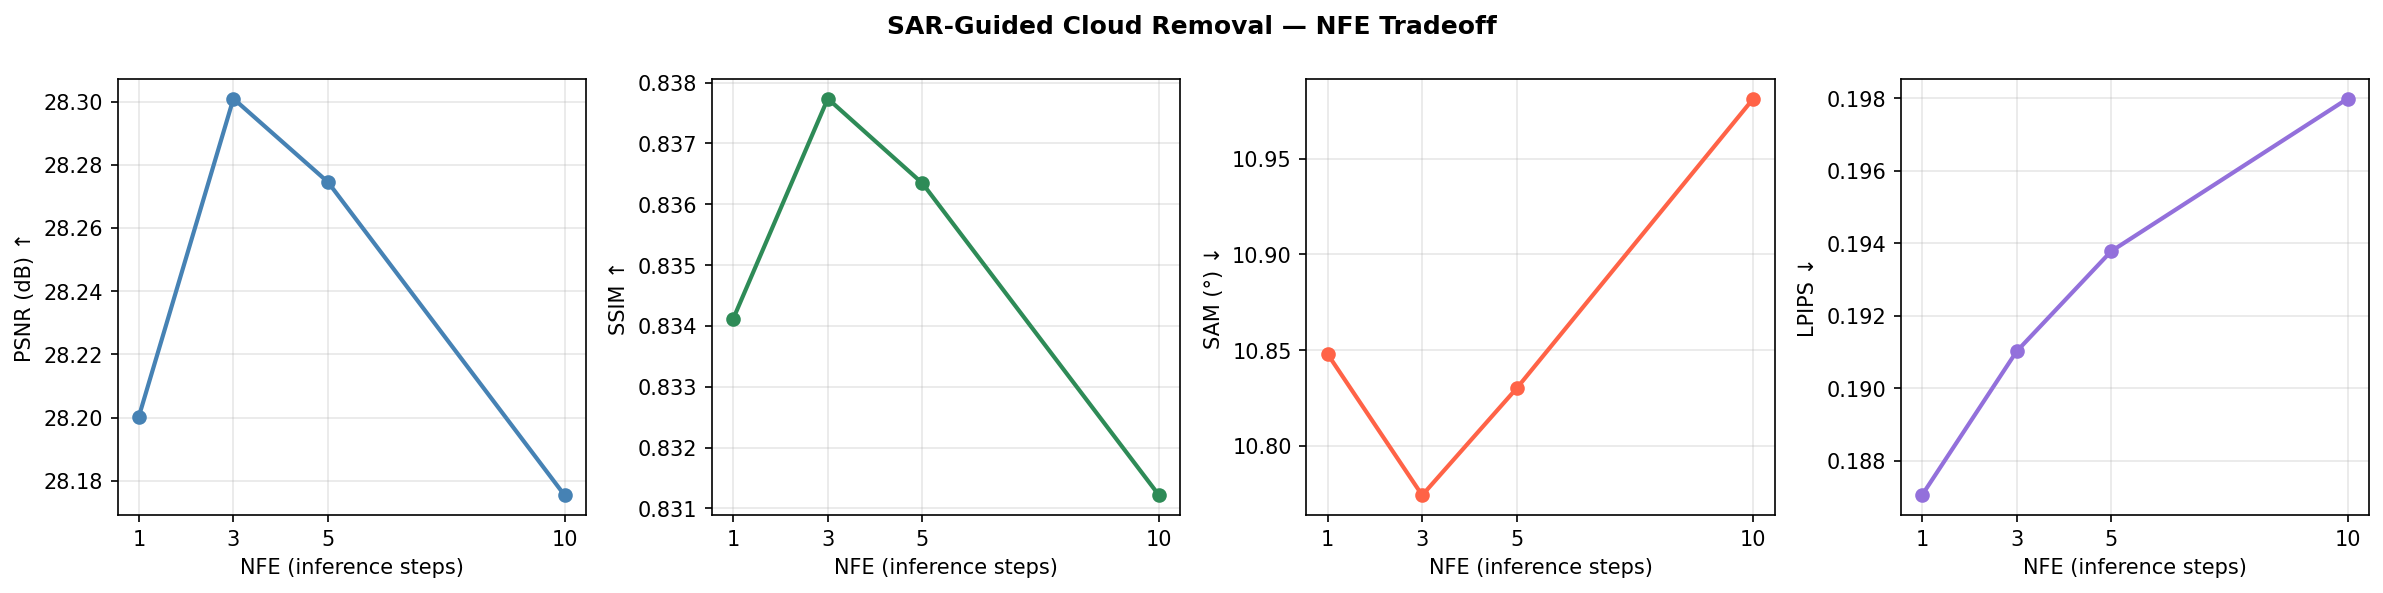 SAR-Guided Cloud Removal — NFE Tradeoff
PSNR (dB) ↑
28.30
28.28
28.26
28.24
28.22
28.20
28.18
1 3 5 10
NFE (inference steps)
SSIM ↑
0.838
0.837
0.836
0.835
0.834
0.833
0.832
0.831
1 3 5 10
NFE (inference steps)
SAM (°) ↓
10.95
10.90
10.85
10.80
1 3 5 10
NFE (inference steps)
LPIPS ↓
0.198
0.196
0.194
0.192
0.190
0.188
1 3 5 10
NFE (inference steps)